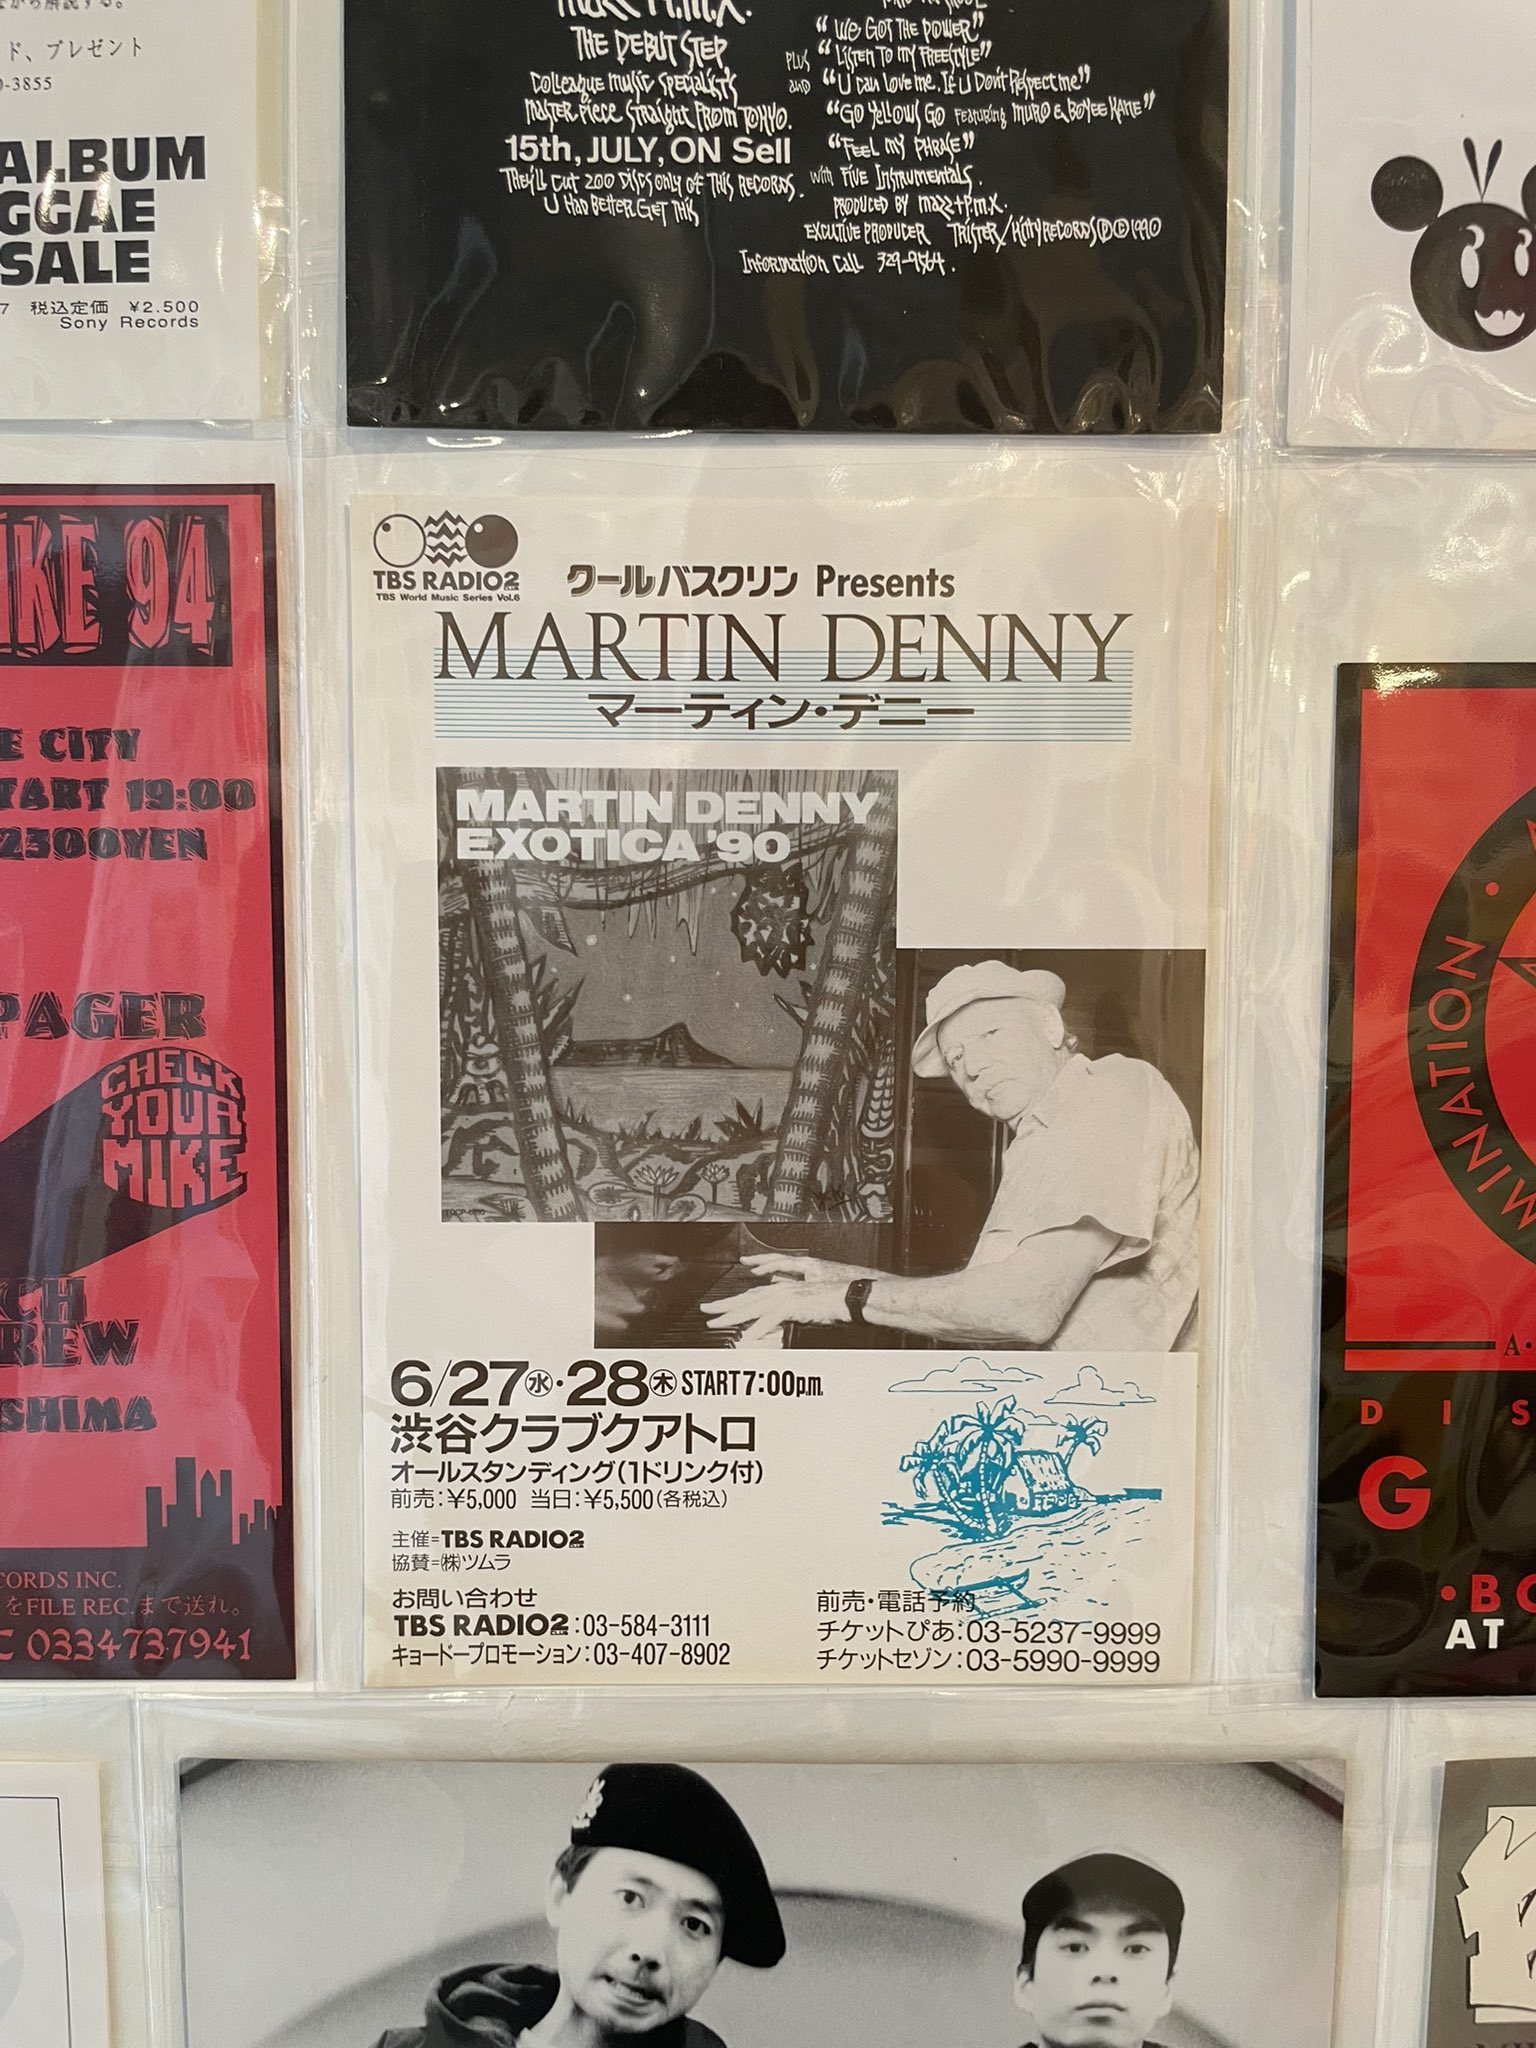 ド、プレゼント
0-3855
ALBUM
GGAE
SALE
7 税込定価 ¥2.500
Sony Records
THE DEBUT STEP
COLLEAGUE MUSIC SPECIALIST'S
MASTER PIECE STRAIGHT FROM TOKYO.
15th, JULY, ON Sell
THEY'LL CUT 200 DISCS ONLY OF THIS RECORDS.
U HAD BETTER GET THIS
"WE GOT THE POWER"
PLUS "LISTEN TO MY FREESTYLE"
AND "U CAN LOVE ME. IF U DON'T RESPECT ME"
"GO YELLOWS GO FEATURING MURO & BOYEE KANE"
"FEEL MY PHRASE"
WITH FIVE INSTRUMENTALS.
PRODUCED BY MAZZ+P.M.X.
EXCUTIVE PRODUCER TRISTER/KITTY RECORDS Ⓟ©1990
INFORMATION CALL 329-9564.
IKE 94
E CITY
TART 19:00
2300YEN
PAGER
CHECK
YOUR
MIKE
CH
REW
SHIMA
CORDS INC.
をFILE REC.まで送れ。
0334737941
TBS RADIO2
TBS World Music Series Vol.6
クールバスクリン Presents
MARTIN DENNY
マーティン・デニー
MARTIN DENNY
EXOTICA '90
6/27㊌・28㊍START7:00p.m.
渋谷クラブクアトロ
オールスタンディング(1ドリンク付)
前売:¥5,000 当日:¥5,500(各税込)
主催=TBS RADIO2
協賛=㈱ツムラ
お問い合わせ
TBS RADIO2:03-584-3111
キョードープロモーション:03-407-8902
前売・電話予約
チケットぴあ:03-5237-9999
チケットセゾン:03-5990-9999
MINATION
A・
DIS
G
・BO
AT